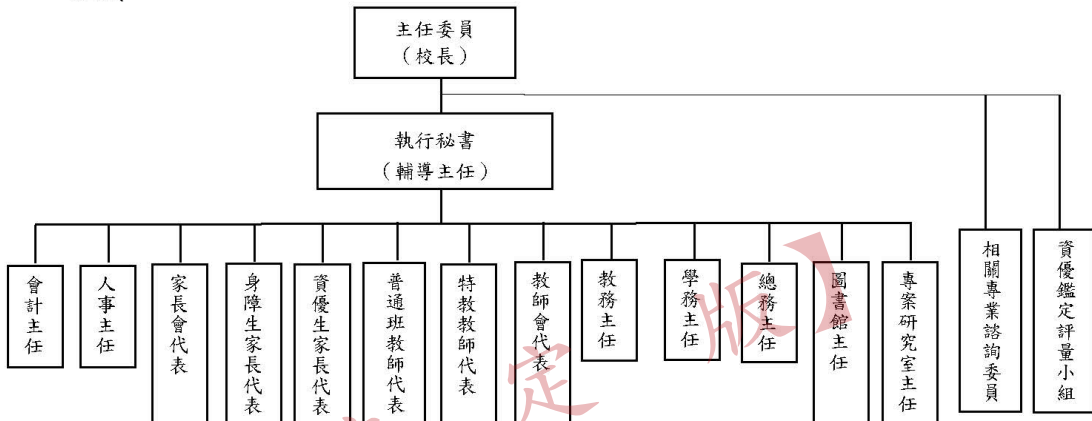 主任委員
（校長）
執行秘書
（輔導主任）
會計主任
人事主任
家長會代表
身障生家長代表
資優生家長代表
普通班教師代表
特教教師代表
教師會代表
教務主任
學務主任
總務主任
圖書館主任
專案研究室主任
相關專業諮詢委員
資優鑑定評量小組
定
版】